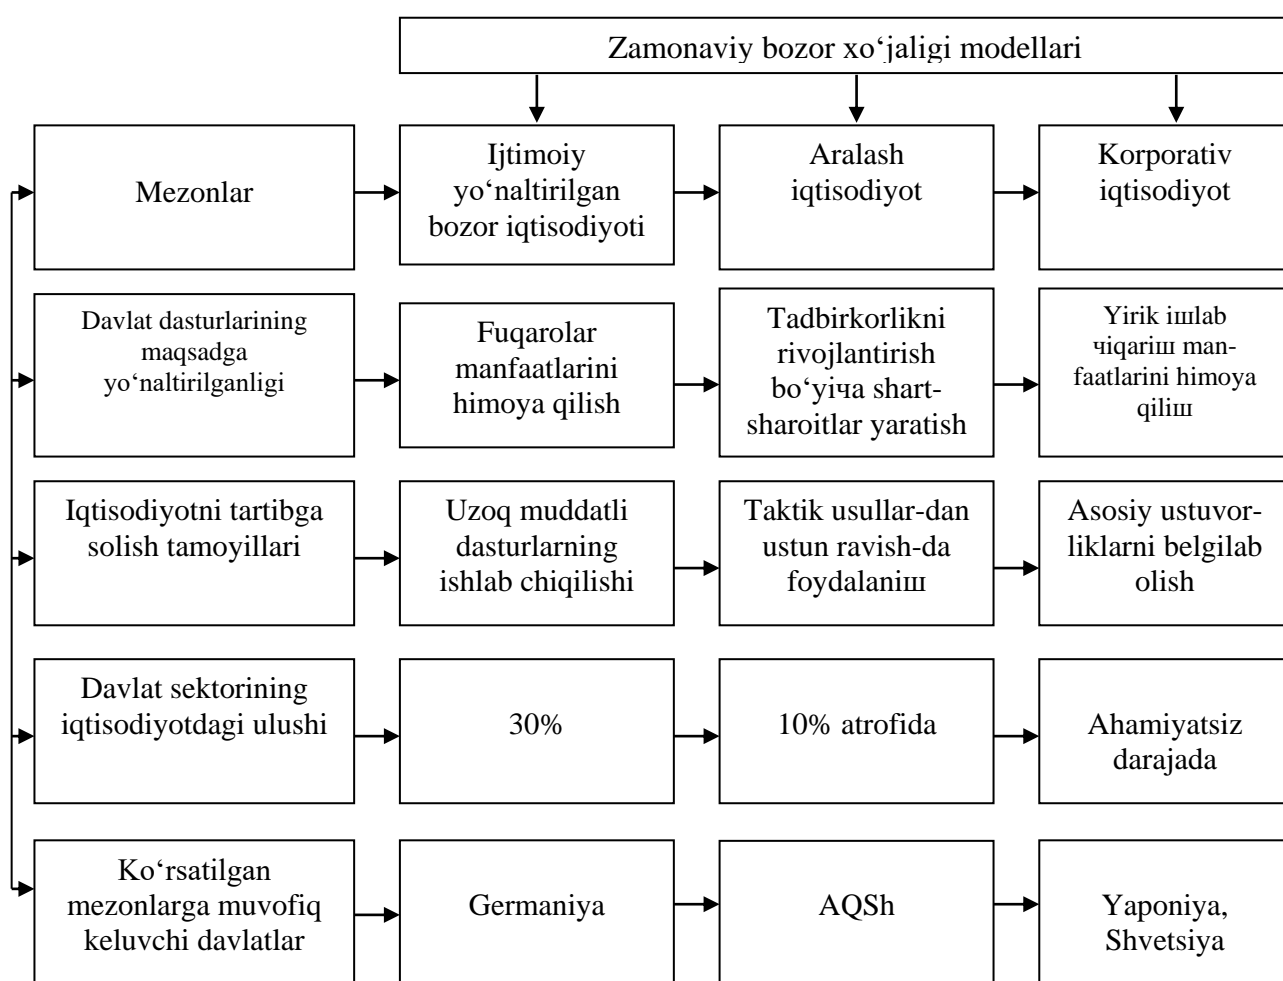 Zamonaviy bozor xo‘jaligi modellari
Mezonlar
Ijtimoiy
yo‘naltirilgan
bozor iqtisodiyoti
Aralash
iqtisodiyot
Korporativ
iqtisodiyot
Davlat dasturlarining
maqsadga
yo‘naltirilganligi
Fuqarolar
manfaatlarini
himoya qilish
Tadbirkorlikni
rivojlantirish
bo‘yiчa shart-
sharoitlar yaratish
Yirik iшlab
чiqariш man-
faatlarini himoya
qiliш
Iqtisodiyotni tartibga
solish tamoyillari
Uzoq muddatli
dasturlarning
ishlab chiqilishi
Taktik usullar-dan
ustun ravish-da
foydalaniш
Asosiy ustuvor-
liklarni belgilab
olish
Davlat sektorining
iqtisodiyotdagi ulushi
30%
10% atrofida
Ahamiyatsiz
darajada
Ko‘rsatilgan
mezonlarga muvofiq
keluvchi davlatlar
Germaniya
AQSh
Yaponiya,
Shvetsiya